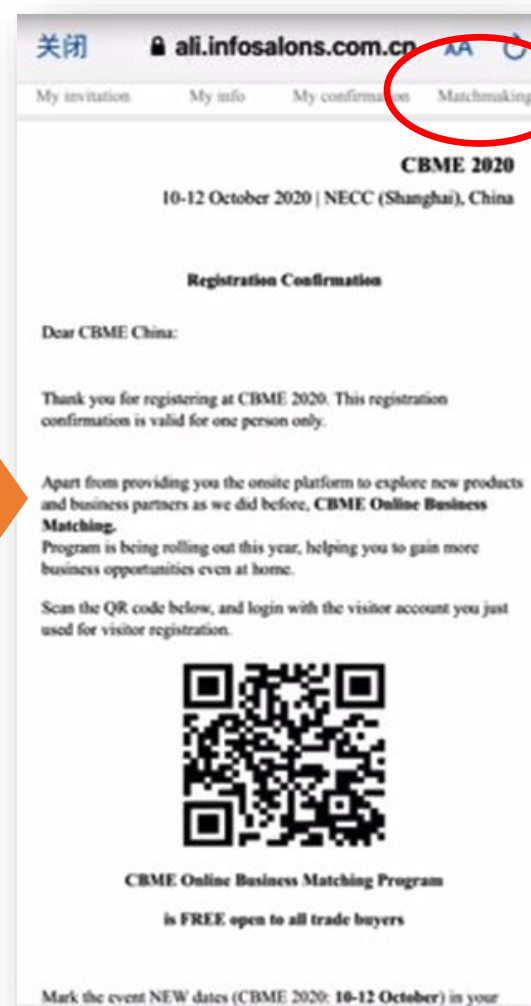 关闭 ali.infosalons.com.cn AA
My invitation My info My confirmation Matchmaking
CBME 2020
10-12 October 2020 | NECC (Shanghai), China
Registration Confirmation
Dear CBME China:
Thank you for registering at CBME 2020. This registration
confirmation is valid for one person only.
Apart from providing you the onsite platform to explore new products
and business partners as we did before, CBME Online Business
Matching.
Program is being rolling out this year, helping you to gain more
business opportunities even at home.
Scan the QR code below, and login with the visitor account you just
used for visitor registration.
CBME Online Business Matching Program
is FREE open to all trade buyers
Mark the event NEW dates (CBME 2020: 10-12 October) in your